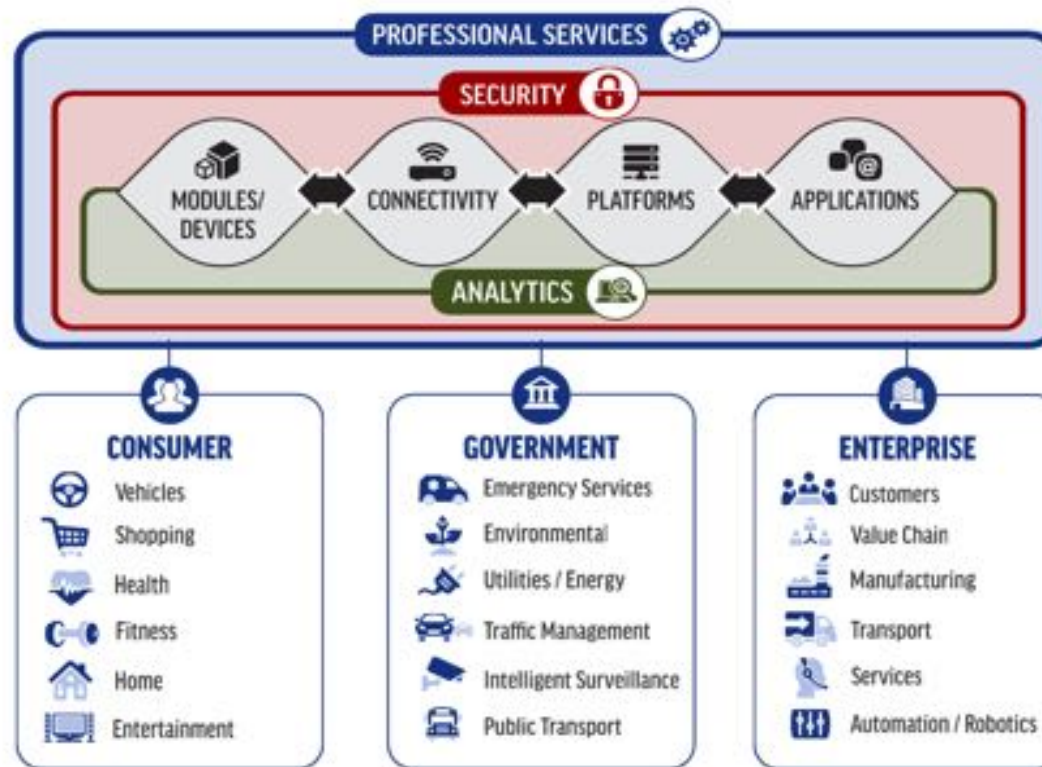 PROFESSIONAL SERVICES
SECURITY
MODULES/
DEVICES
CONNECTIVITY
PLATFORMS
@
APPLICATIONS
ANALYTICS
CONSUMER
Vehicles
Shopping
Health
Fitness
Home
Entertainment
GOVERNMENT
Emergency Services
Environmental
Utilities / Energy
Traffic Management
Intelligent Surveillance
Public Transport
ENTERPRISE
Customers
Value Chain
Manufacturing
Transport
Services
Automation / Robotics